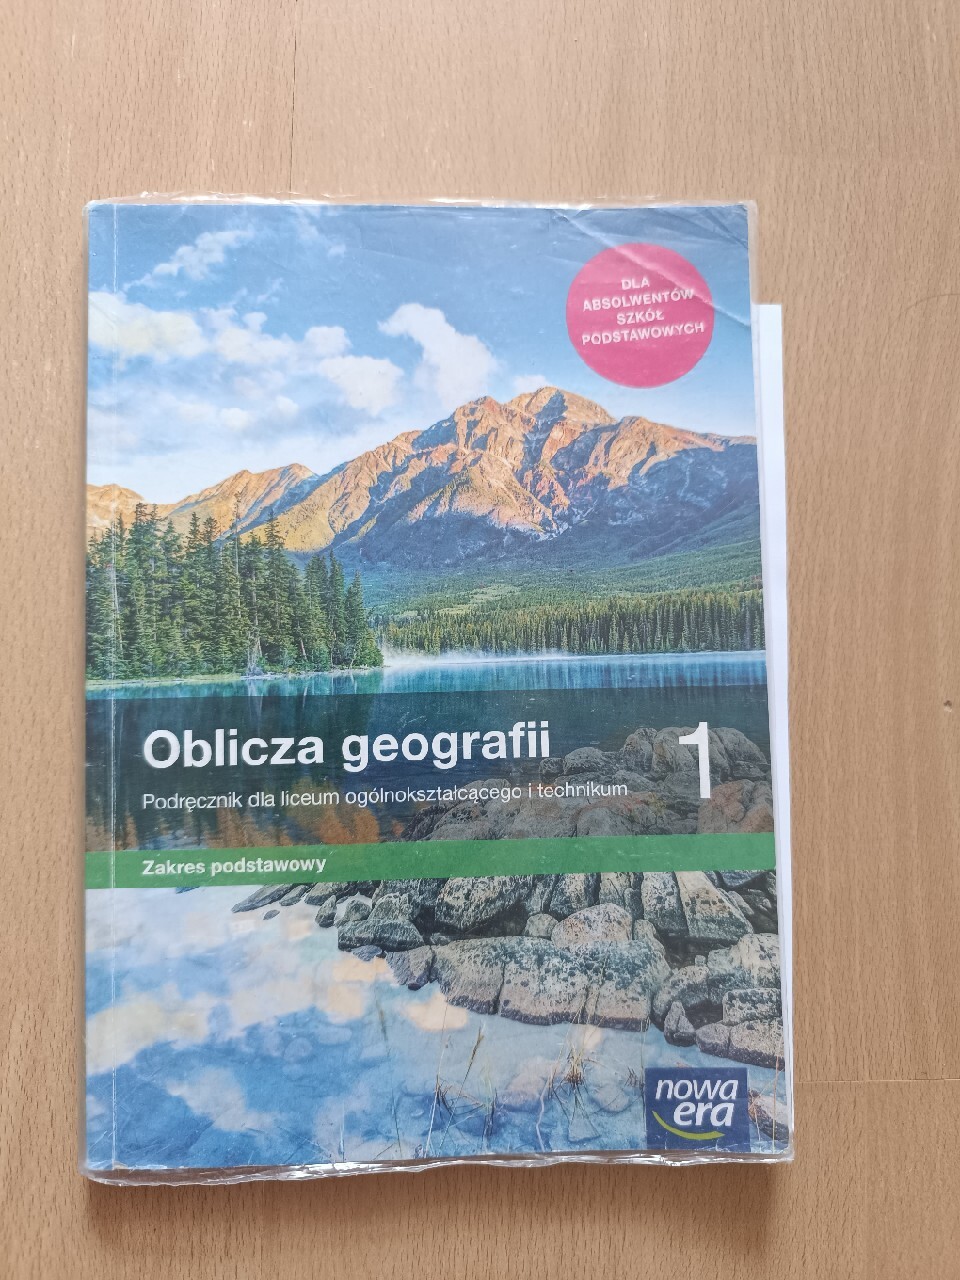 DLA
ABSOLWENTÓW
SZKÓŁ
PODSTAWOWYCH
Oblicza geografii 1
Podręcznik dla liceum ogólnokształcącego i technikum
Zakres podstawowy
nowa
era